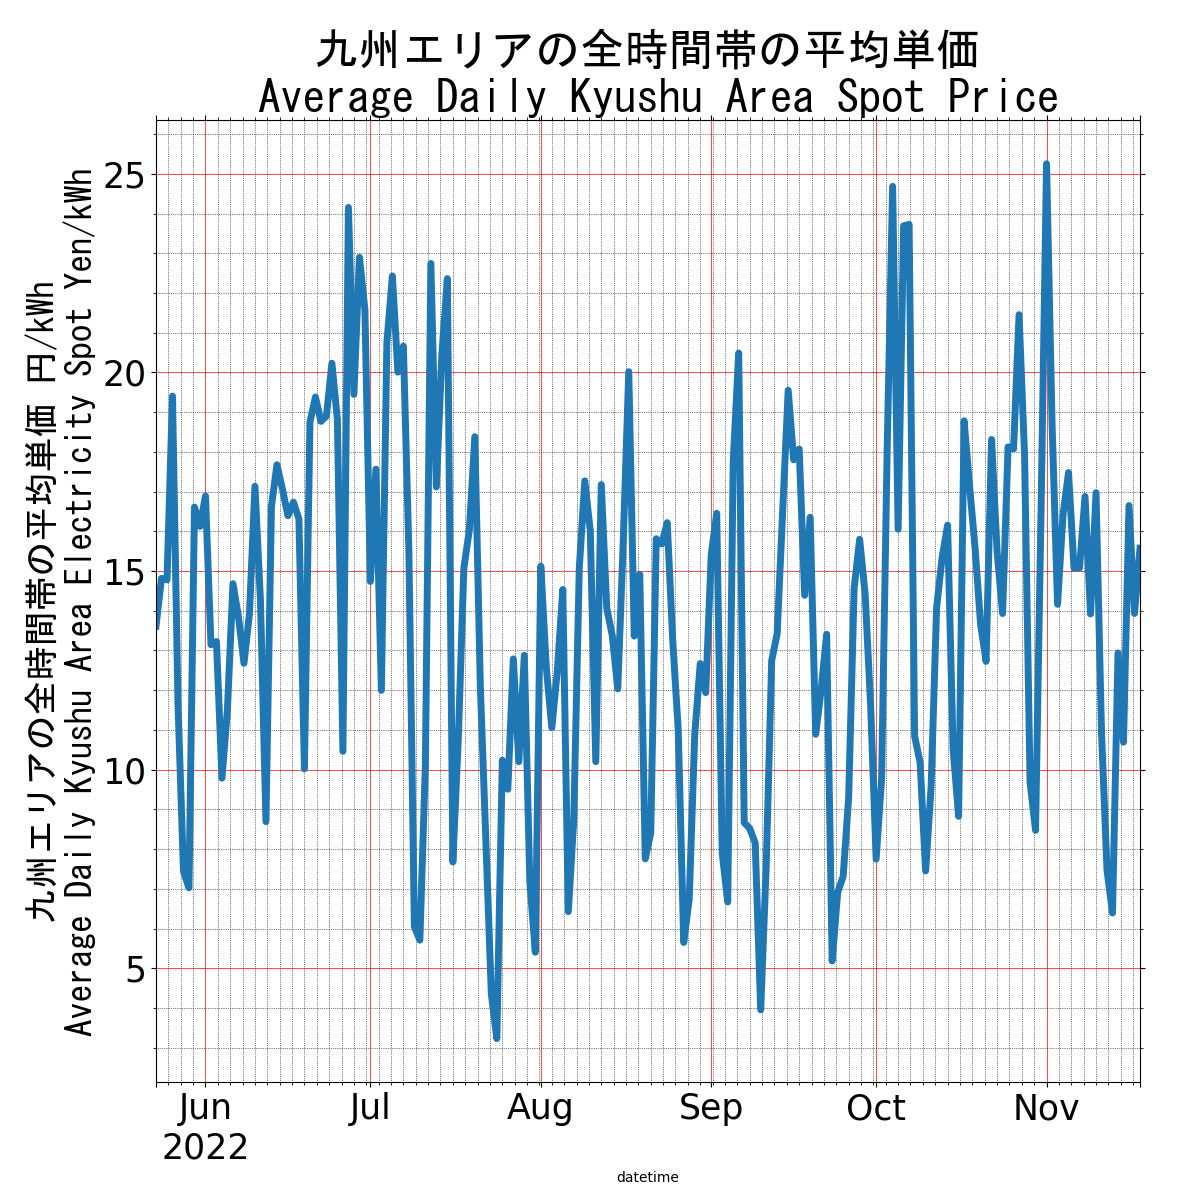 九州エリアの全時間帯の平均単価
Average Daily Kyushu Area Spot Price
九州エリアの全時間帯の平均単価 円/kWh
Average Daily Kyushu Area Electricity Spot Yen/kWh
25
20
15
10
5
Jun
2022
Jul
Aug
Sep
Oct
Nov
datetime